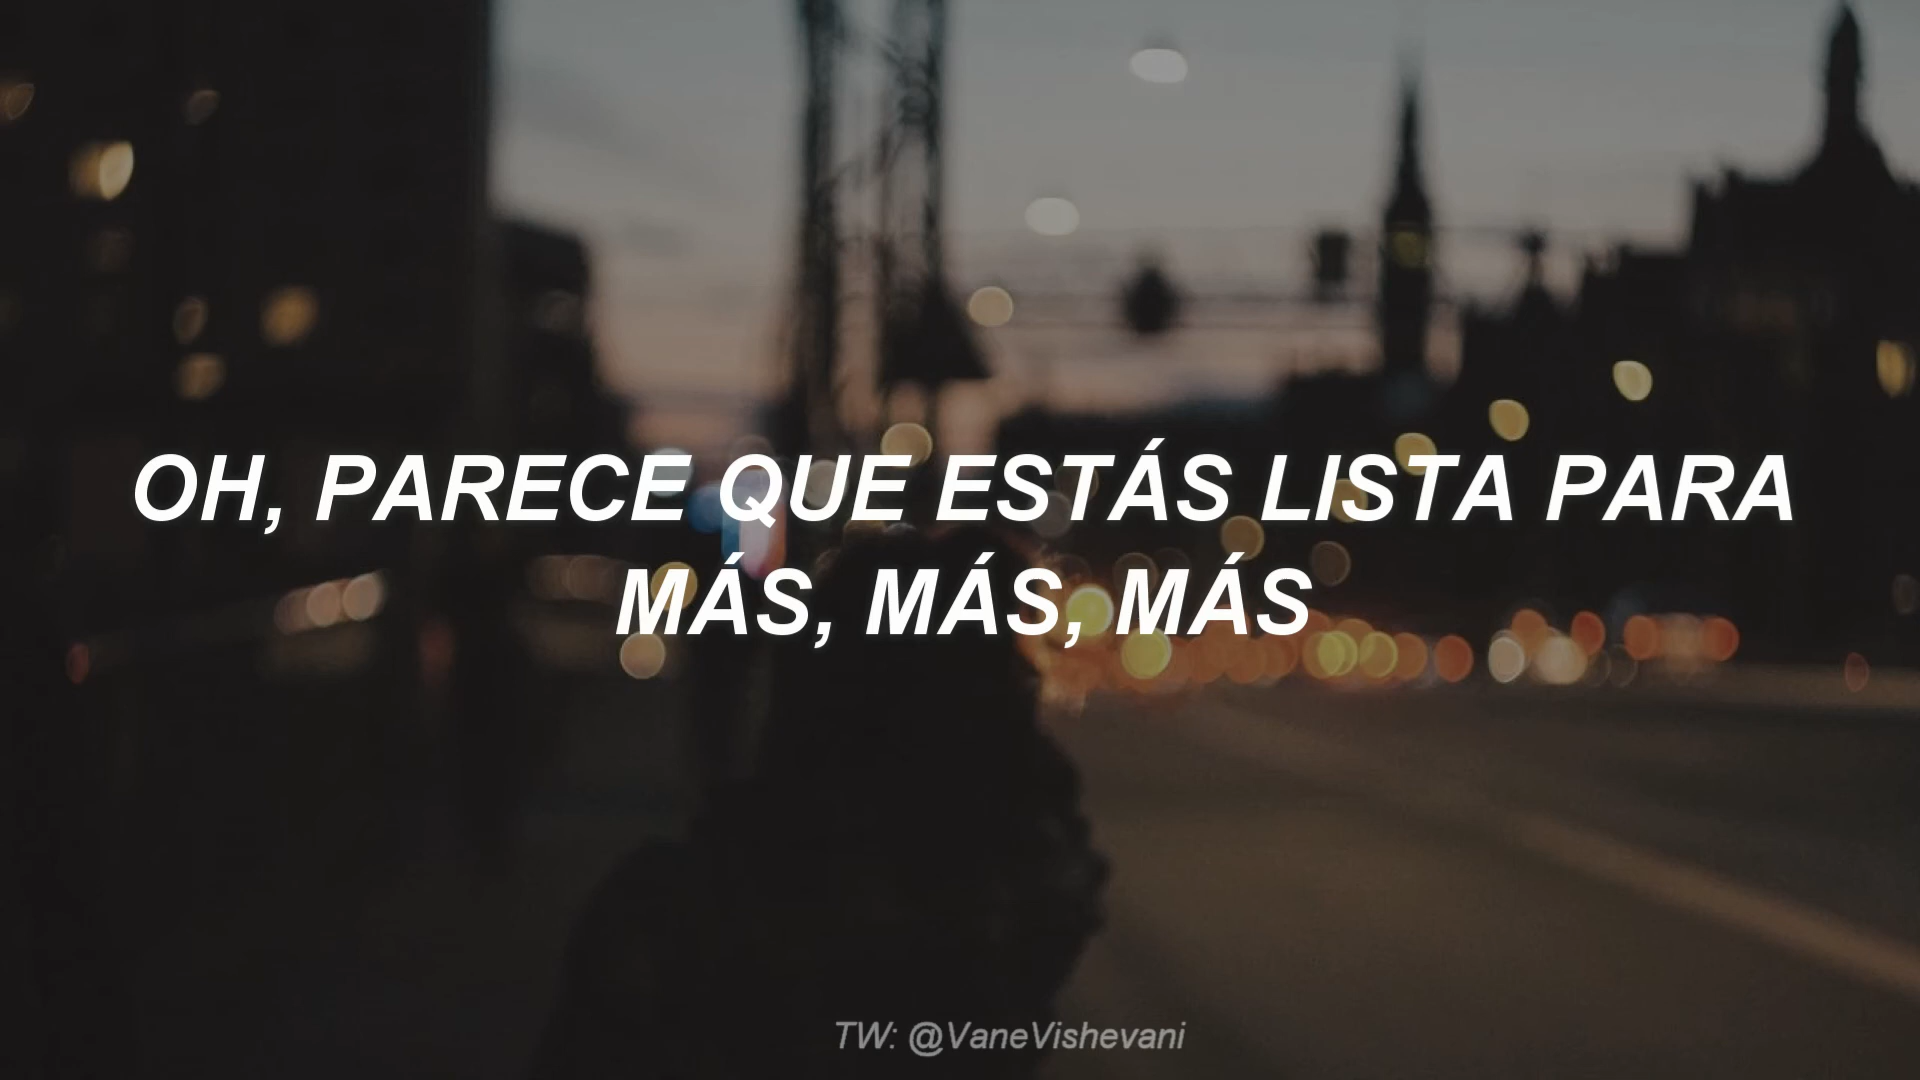 OH, PARECE QUE ESTÁS LISTA PARA
MÁS, MÁS, MÁS
TW: @VaneVishevani